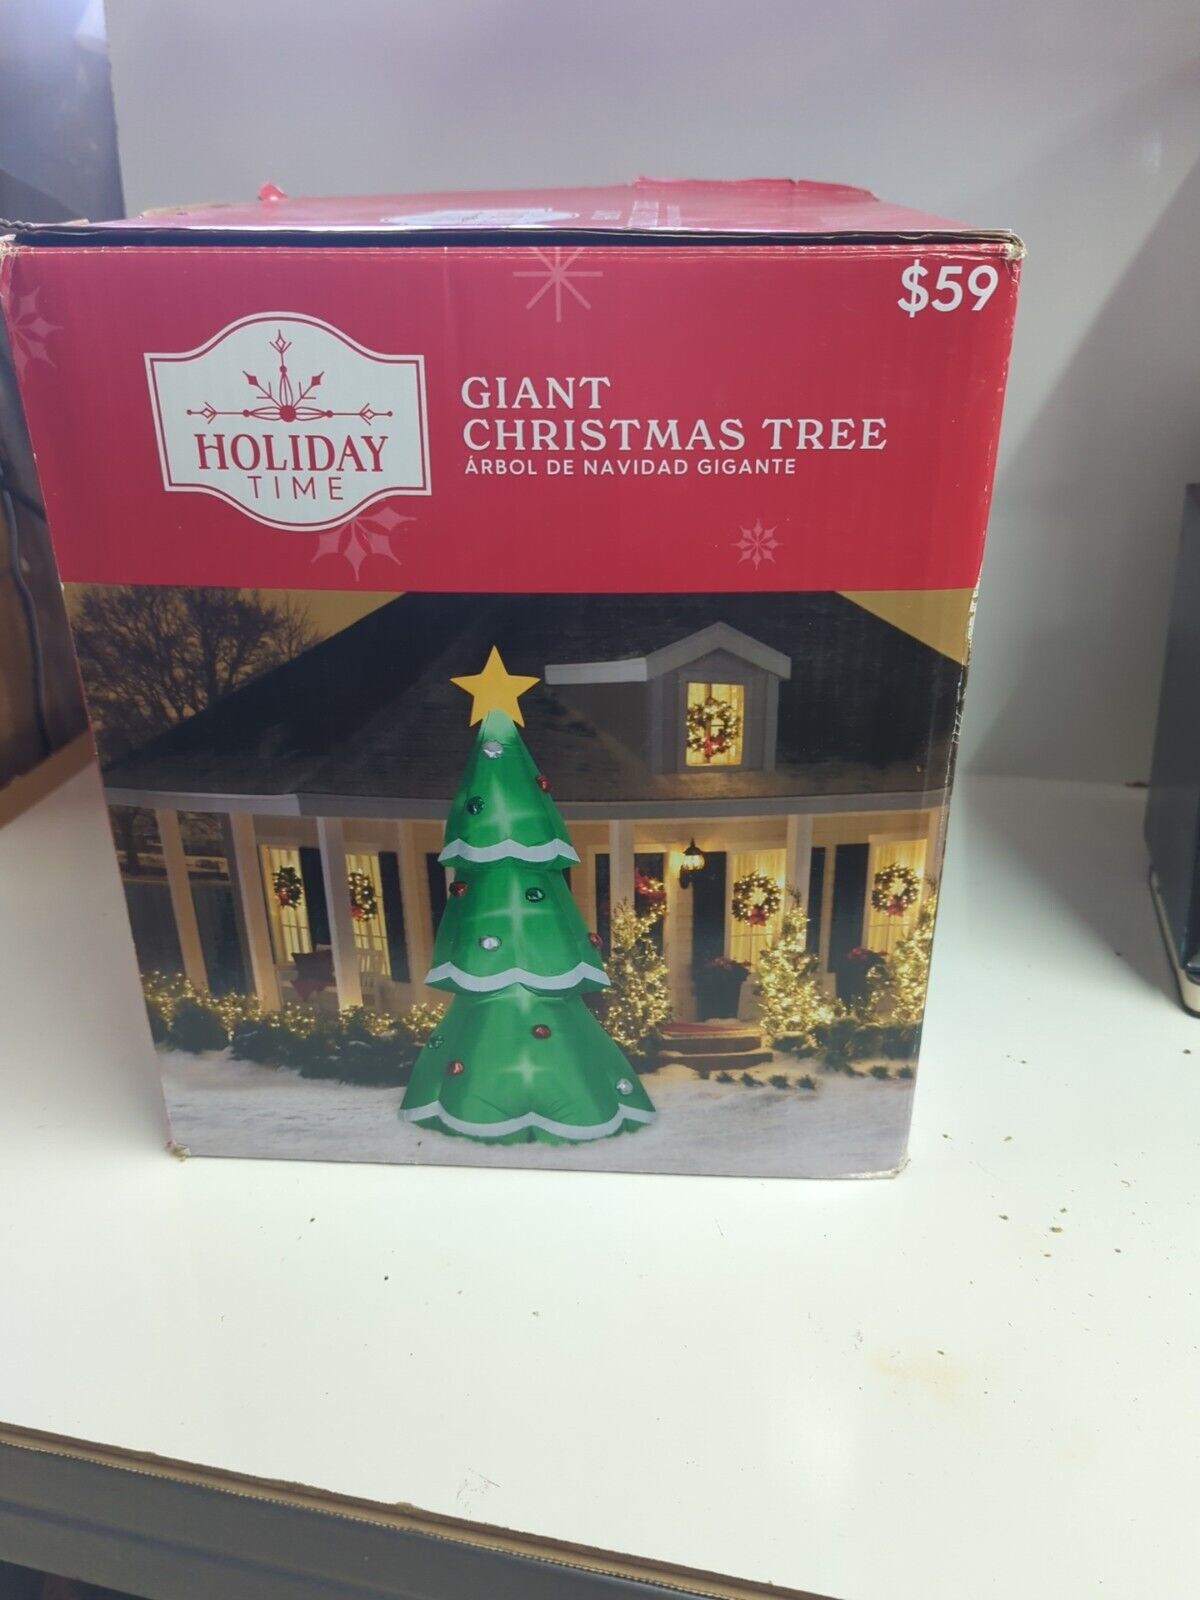 $59
HOLIDAY
TIME
GIANT
CHRISTMAS TREE
ÁRBOL DE NAVIDAD GIGANTE